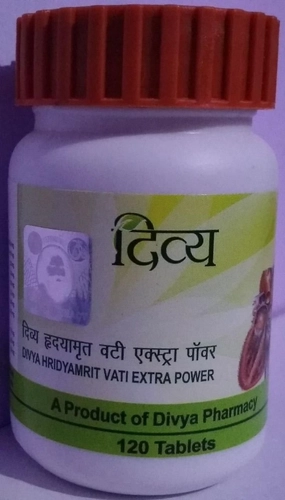 दिव्य
दिव्य हृदयामृत वटी एक्स्ट्रा पॉवर
DIVYA HRIDYAMRIT VATI EXTRA POWER
A Product of Divya Pharmacy
120 Tablets